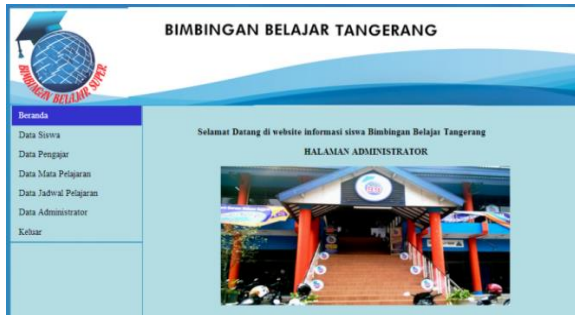 BIMBINGAN BELAJAR TANGERANG
BIMBINGAN BELAJAR SUPER
Beranda
Data Siswa
Data Pengajar
Data Mata Pelajaran
Data Jadwal Pelajaran
Data Administrator
Keluar
Selamat Datang di website informasi siswa Bimbingan Belajar Tangerang
HALAMAN ADMINISTRATOR